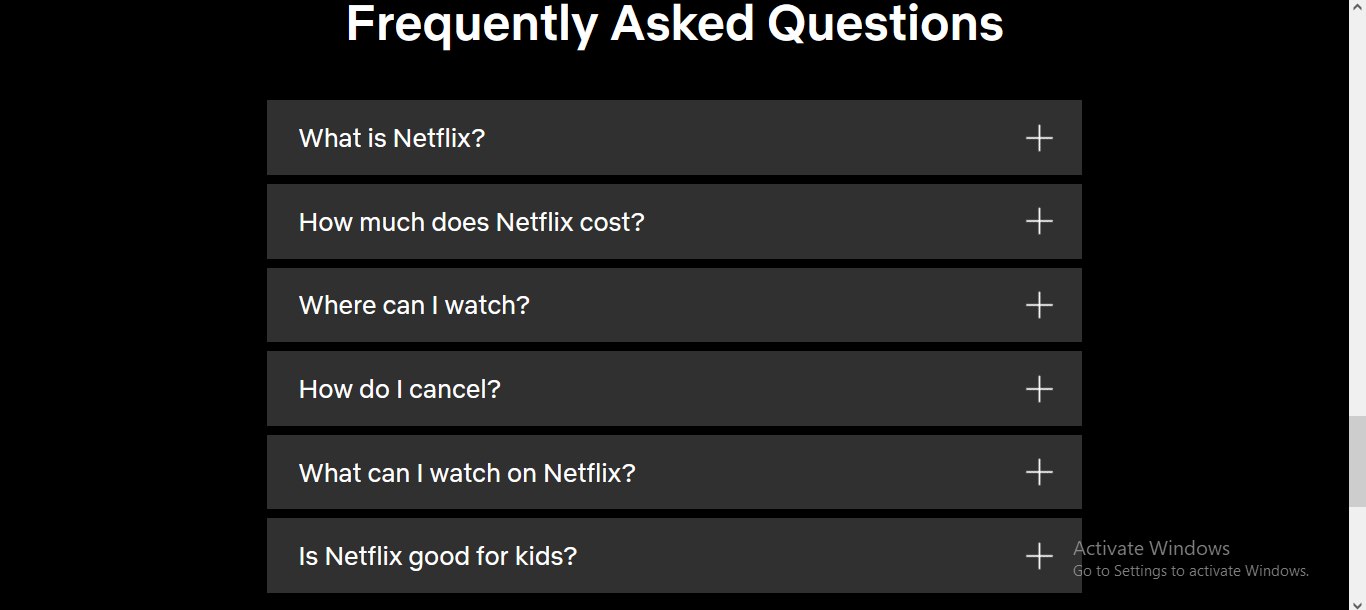 Frequently Asked Questions
What is Netflix?
How much does Netflix cost?
Where can I watch?
How do I cancel?
What can I watch on Netflix?
Is Netflix good for kids?
Activate Windows
Go to Settings to activate Windows.